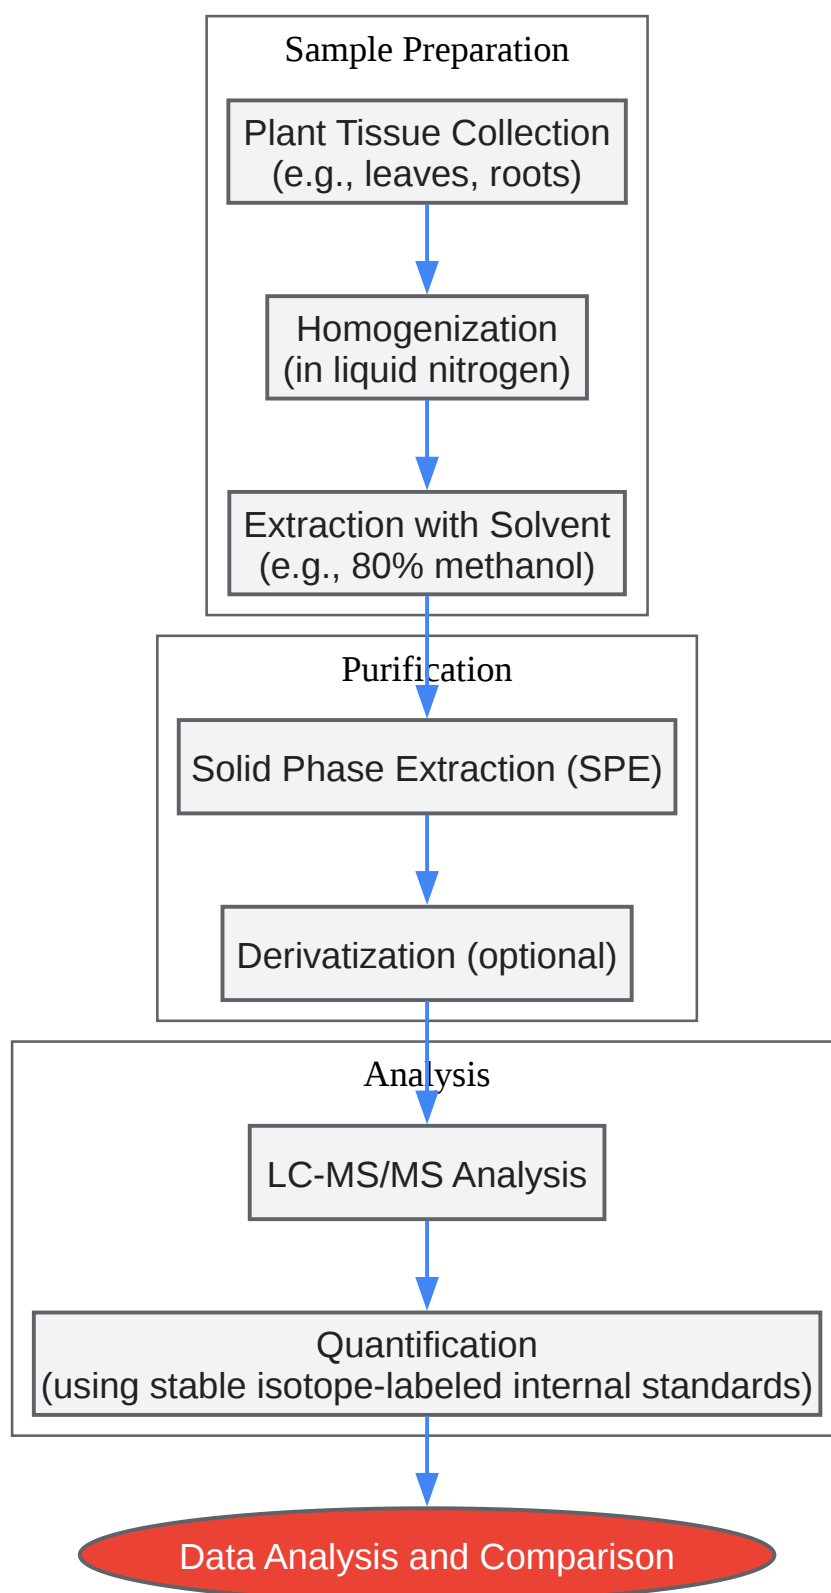 Sample Preparation
Plant Tissue Collection
(e.g., leaves, roots)
Homogenization
(in liquid nitrogen)
Extraction with Solvent
(e.g., 80% methanol)
Purification
Solid Phase Extraction (SPE)
Derivatization (optional)
Analysis
LC-MS/MS Analysis
Quantification
(using stable isotope-labeled internal standards)
Data Analysis and Comparison